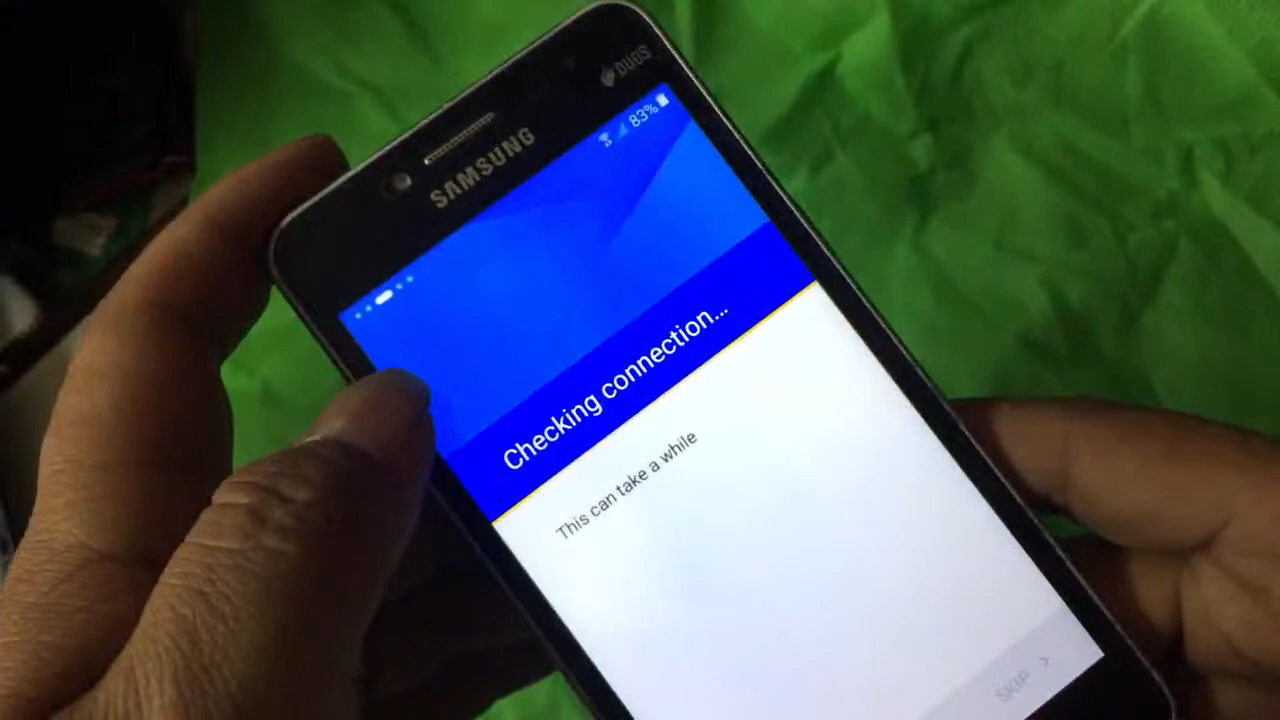 DUOS
SAMSUNG
83%
Checking connection...
This can take a while
SKIP